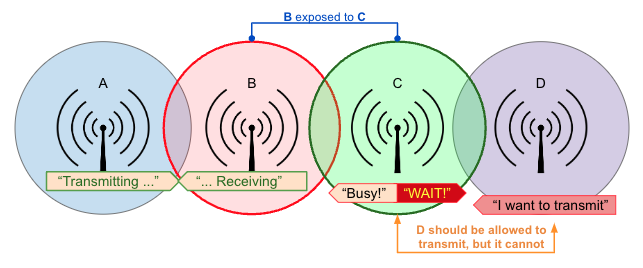 B exposed to C
A
B
C
D
“Transmitting ...”
“... Receiving”
“Busy!”
“WAIT!”
“I want to transmit”
D should be allowed to
transmit, but it cannot